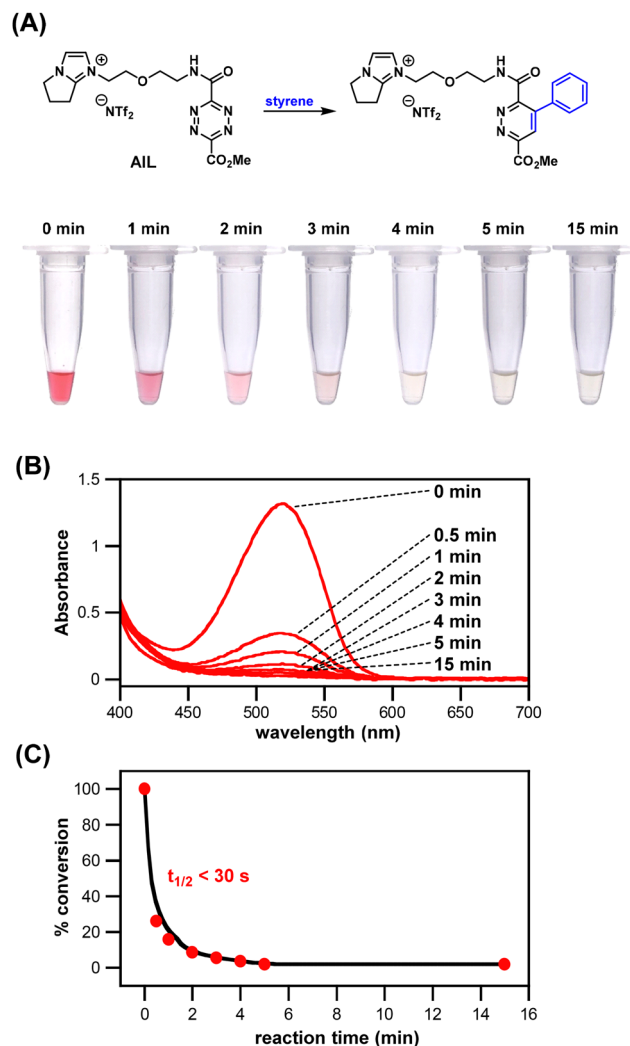 (A)
N
⊕
N
O
H
N
O
⊖NTf₂
N N
N N
CO₂Me
AIL
styrene
N
⊕
N
O
H
N
O
⊖NTf₂
N
N
CO₂Me
0 min 1 min 2 min 3 min 4 min 5 min 15 min
(B)
1.5
1
0.5
0
Absorbance
0 min
0.5 min
1 min
2 min
3 min
4 min
5 min
15 min
400 450 500 550 600 650 700
wavelength (nm)
(C)
100
80
60
40
20
0
% conversion
t1/2 < 30 s
0 2 4 6 8 10 12 14 16
reaction time (min)